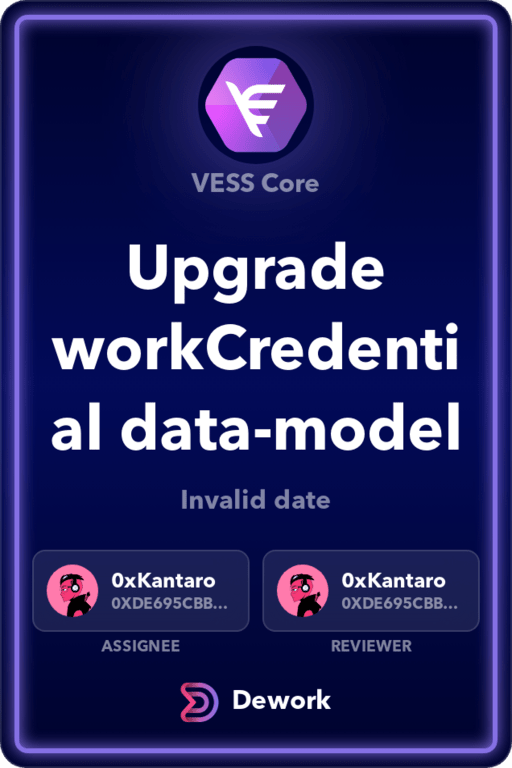 VESS Core
Upgrade
workCredenti
al data-model
Invalid date
0xKantaro
0XDE695CBB...
ASSIGNEE
0xKantaro
0XDE695CBB...
REVIEWER
Dework